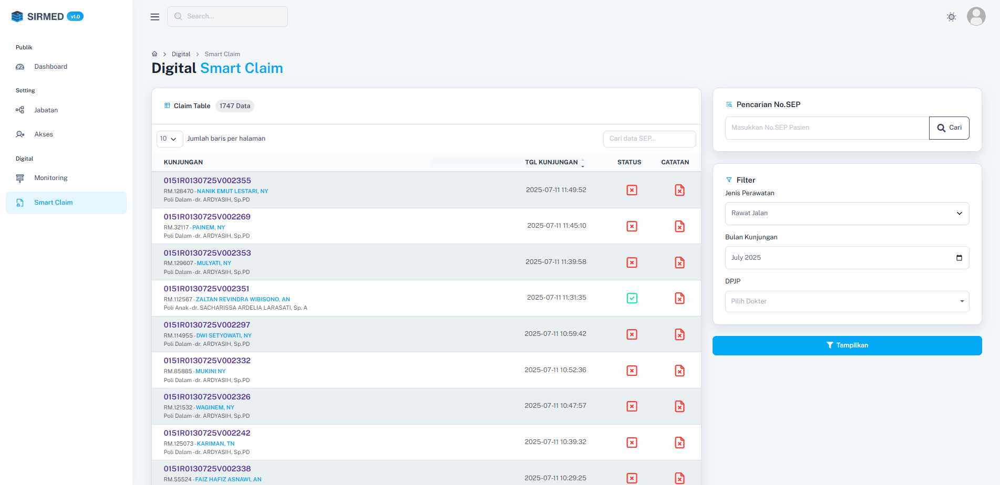 SIRMED v1.0
Search...
Publik
Dashboard
Setting
Jabatan
Akses
Digital
Monitoring
Smart Claim
Digital > Smart Claim
Digital Smart Claim
Claim Table 1747 Data
10 Jumlah baris per halaman
Cari data SEP...
KUNJUNGAN TGL KUNJUNGAN STATUS CATATAN
0151R0130725V002355
RM.128470 - NANIK EMUT LESTARI, NY
Poli Dalam - dr. ARDYASIH, Sp.PD
2025-07-11 11:49:52
0151R0130725V002269
RM.32117 - PAINEM, NY
Poli Dalam - dr. ARDYASIH, Sp.PD
2025-07-11 11:45:10
0151R0130725V002353
RM.129607 - MULYATI, NY
Poli Dalam - dr. ARDYASIH, Sp.PD
2025-07-11 11:39:58
0151R0130725V002351
RM.112567 - ZALTAN REVINDRA WIBISONO, AN
Poli Anak - dr. SACHARISSA ARDELIA LARASATI, Sp. A
2025-07-11 11:31:35
0151R0130725V002297
RM.114955 - DWI SETYOWATI, NY
Poli Dalam - dr. ARDYASIH, Sp.PD
2025-07-11 10:59:42
0151R0130725V002332
RM.85885 - MUKINI NY
Poli Dalam - dr. ARDYASIH, Sp.PD
2025-07-11 10:52:36
0151R0130725V002326
RM.121532 - WAGINEM, NY
Poli Dalam - dr. ARDYASIH, Sp.PD
2025-07-11 10:47:57
0151R0130725V002242
RM.125073 - KARIMAN, TN
Poli Dalam - dr. ARDYASIH, Sp.PD
2025-07-11 10:39:32
0151R0130725V002338
RM.55524 - FAIZ HAFIZ ASNAWI, AN
2025-07-11 10:29:25
Pencarian No.SEP
Masukkan No.SEP Pasien
Cari
Filter
Jenis Perawatan
Rawat Jalan
Bulan Kunjungan
July 2025
DPJP
Pilih Dokter
Tampilkan